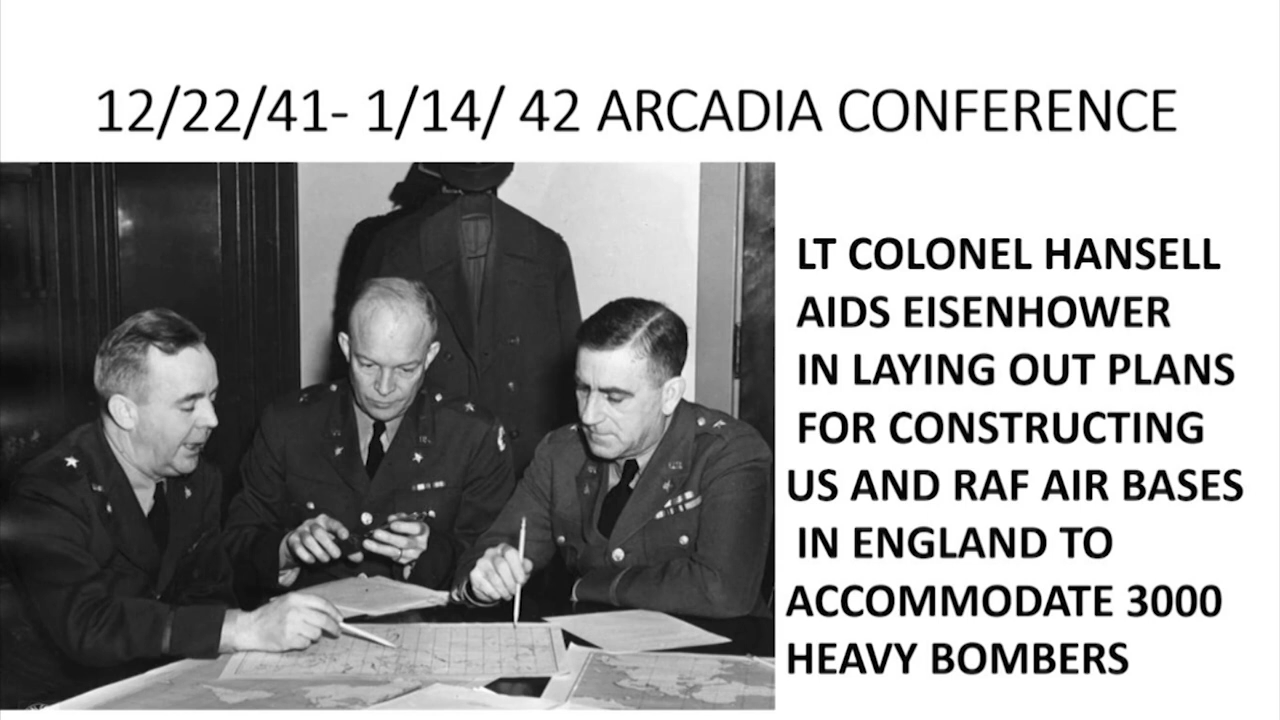 12/22/41- 1/14/ 42 ARCADIA CONFERENCE
LT COLONEL HANSELL
AIDS EISENHOWER
IN LAYING OUT PLANS
FOR CONSTRUCTING
US AND RAF AIR BASES
IN ENGLAND TO
ACCOMMODATE 3000
HEAVY BOMBERS